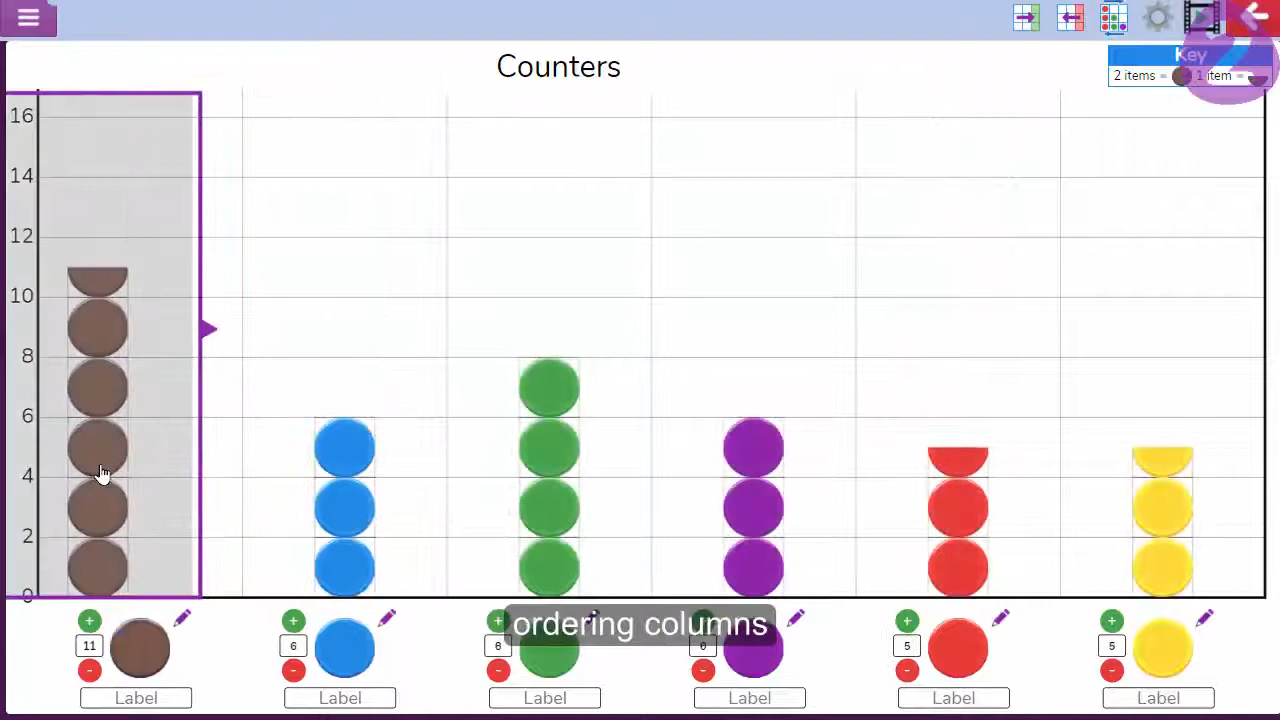 Counters
Key
2 items = 1 item =
16
14
12
10
8
6
4
2
0
ordering columns
+ + + + + +
11 6 8 6 5 5
- - - - - -
Label Label Label Label Label Label